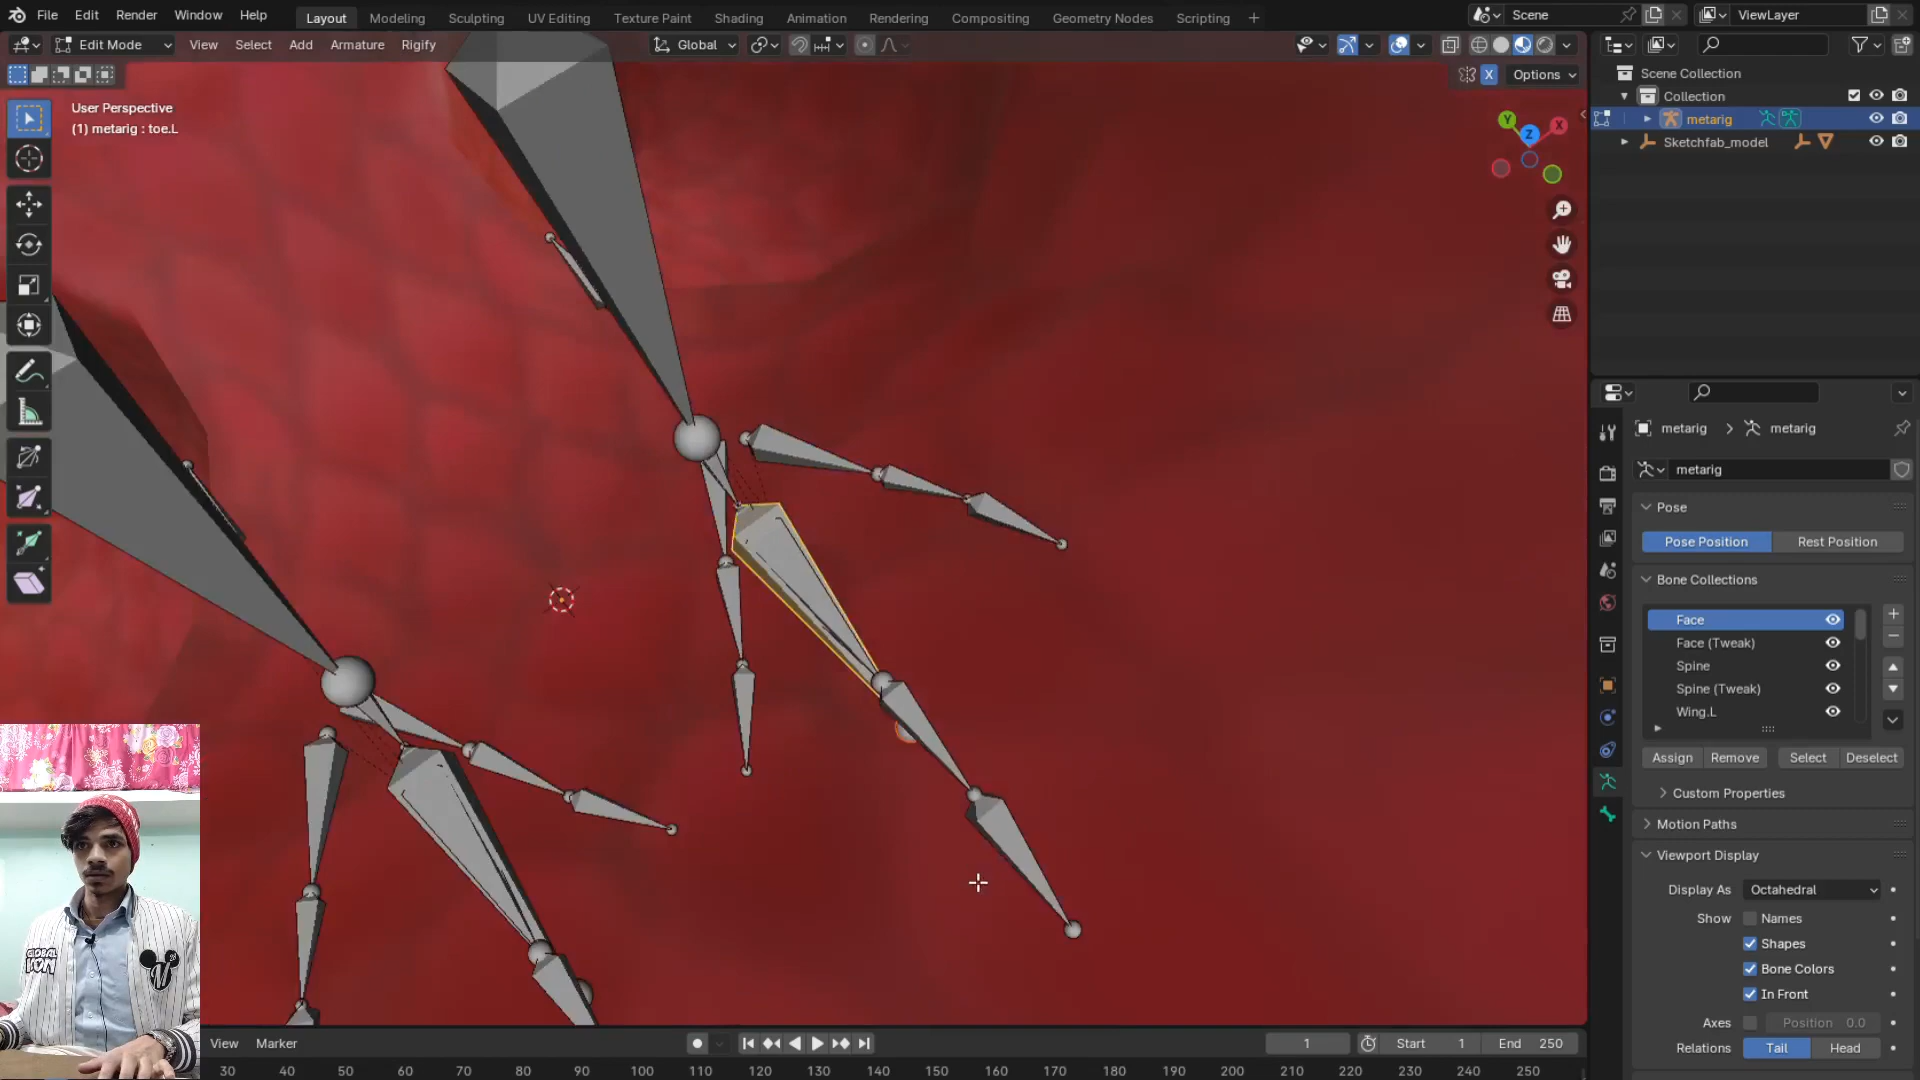 File Edit Render Window Help Layout Modeling Sculpting UV Editing Texture Paint Shading Animation Rendering Compositing Geometry Nodes Scripting + Scene ViewLayer
Edit Mode View Select Add Armature Rigify Global
X Options
User Perspective
(1) metarig : toe.L
Y
X
Z
Scene Collection
Collection
metarig
Sketchfab_model
metarig > metarig
metarig
Pose
Pose Position Rest Position
Bone Collections
Face
Face (Tweak)
Spine
Spine (Tweak)
Wing.L
Assign Remove Select Deselect
Custom Properties
Motion Paths
Viewport Display
Display As Octahedral
Show Names
Shapes
Bone Colors
In Front
Axes Position 0.0
Relations Tail Head
GLOBAL
M
View Marker 1 Start 1 End 250
30 40 50 60 70 80 90 100 110 120 130 140 150 160 170 180 190 200 210 220 230 240 250